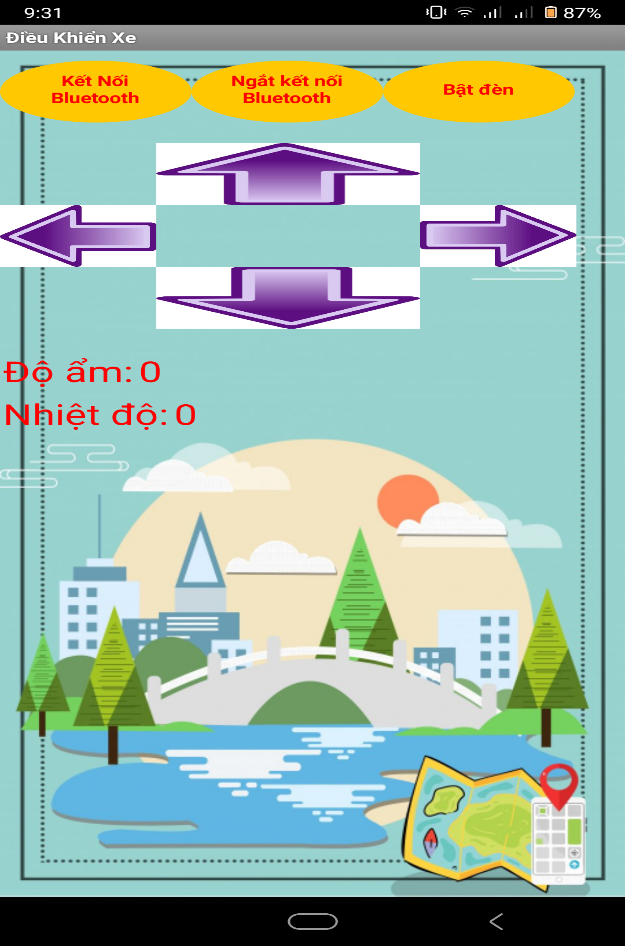 9:31 87%
Điều Khiển Xe
Kết Nối
Bluetooth
Ngắt kết nối
Bluetooth
Bật đèn
Độ ẩm: 0
Nhiệt độ: 0